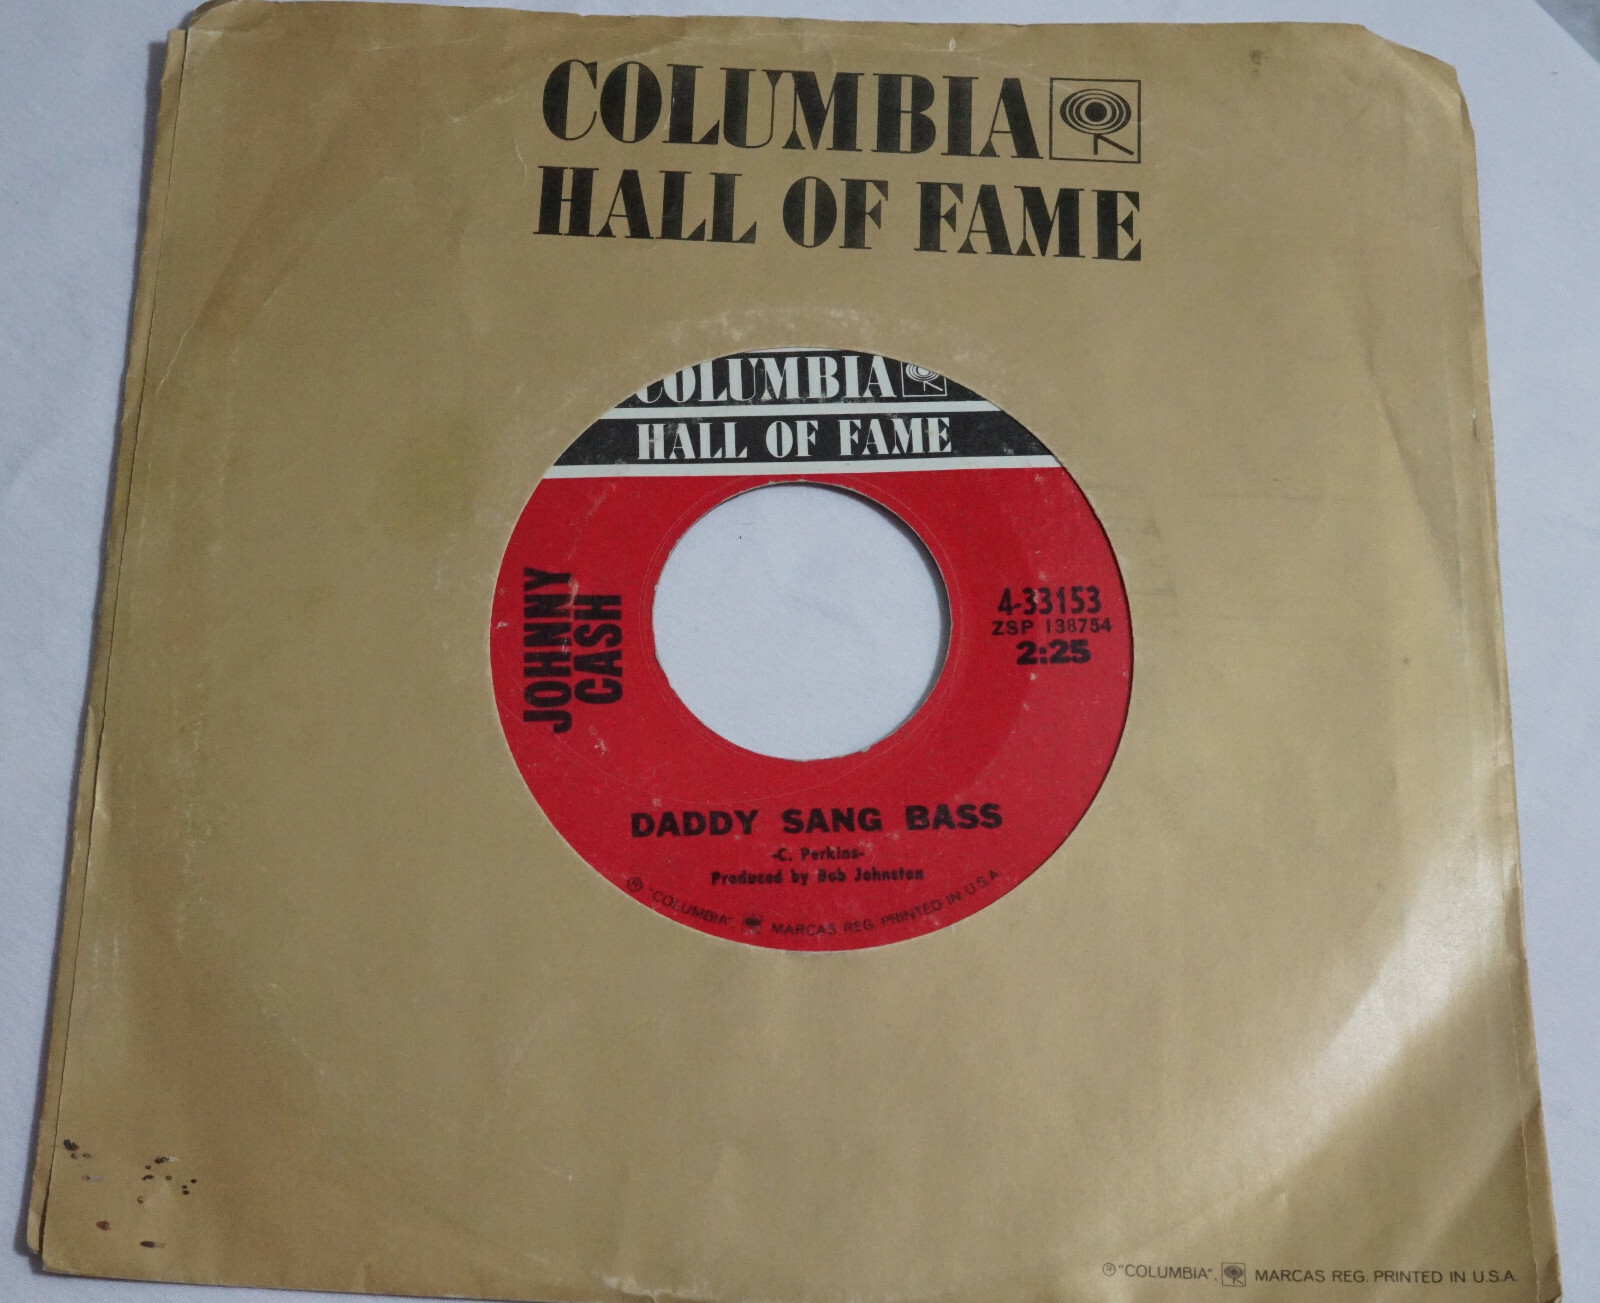 COLUMBIA
HALL OF FAME
COLUMBIA
HALL OF FAME
JOHNNY
CASH
4-33153
ZSP 138754
2:25
DADDY SANG BASS
-C. Perkins-
Produced by Bob Johnston
® "COLUMBIA", MARCAS REG. PRINTED IN U.S.A.
® "COLUMBIA", MARCAS REG. PRINTED IN U.S.A.